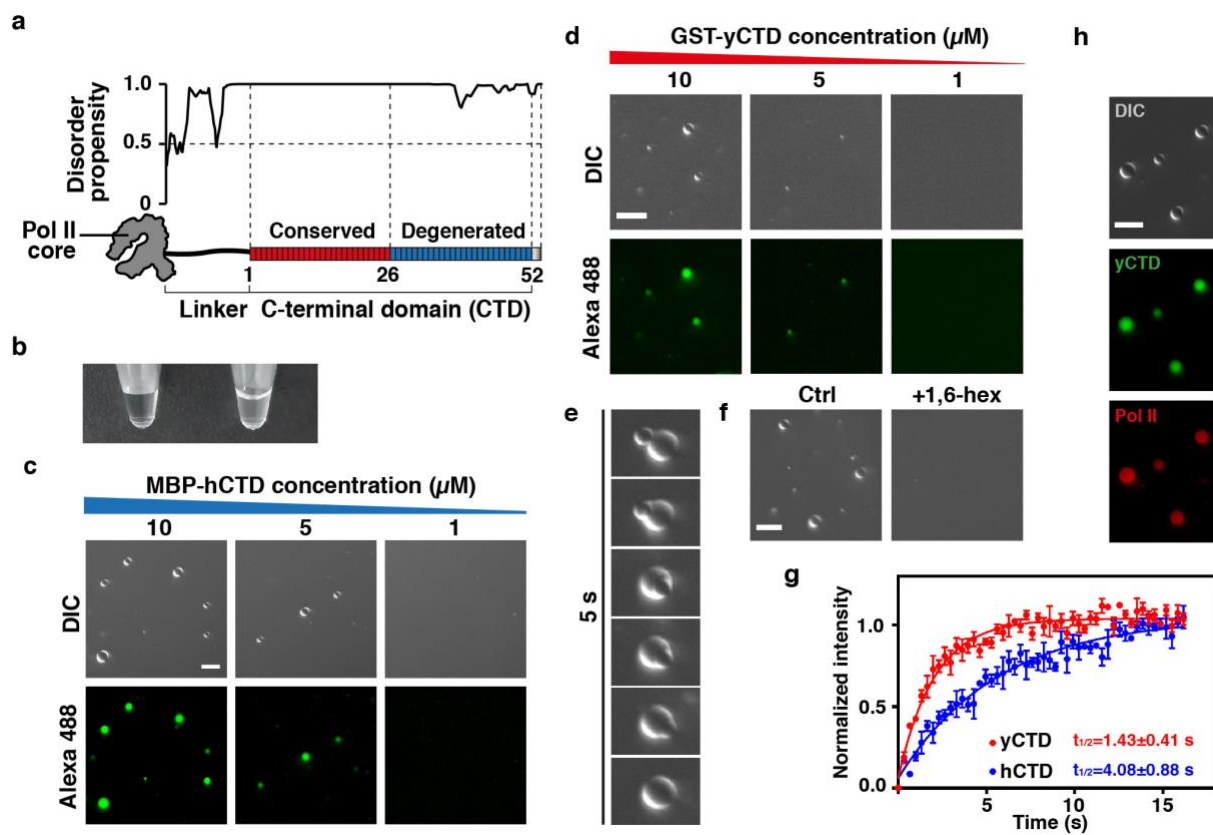 a
Disorder
propensity
1.0
0.5
0
Pol II
core
Conserved
Degenerated
1
26
52
Linker
C-terminal domain (CTD)
b
c
MBP-hCTD concentration (µM)
10
5
1
DIC
Alexa 488
d
GST-yCTD concentration (µM)
10
5
1
DIC
Alexa 488
e
5 s
f
Ctrl
+1,6-hex
g
Normalized intensity
1.0
0.5
0.0
yCTD t1/2=1.43±0.41 s
hCTD t1/2=4.08±0.88 s
5
10
15
Time (s)
h
DIC
yCTD
Pol II